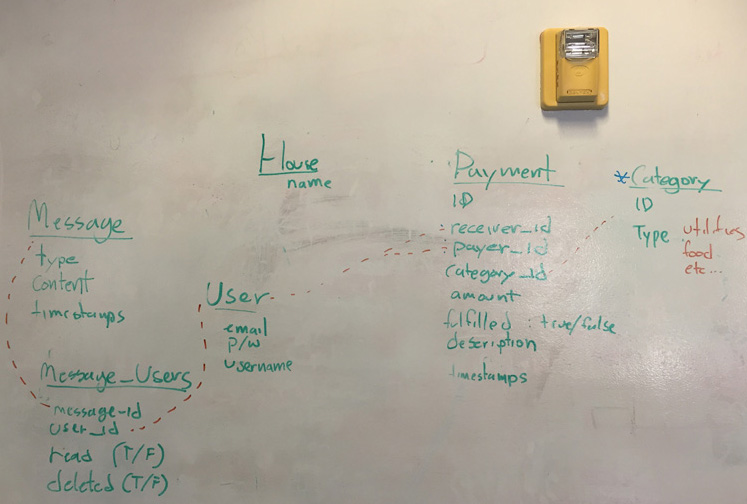 House
name
Message
type
content
timestamps
Message_Users
message_id
user_id
read (T/F)
deleted (T/F)
User
email
p/w
username
Payment
ID
receiver_id
payer_id
category_id
amount
fulfilled : true/false
description
timestamps
*Category
ID
Type utilities
food
etc...